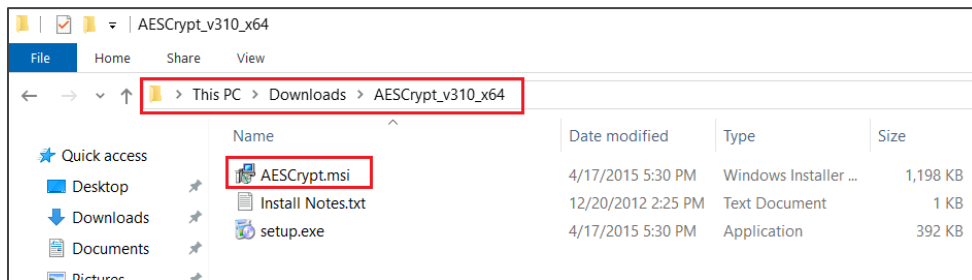 AESCrypt_v310_x64
File Home Share View
This PC > Downloads > AESCrypt_v310_x64
Name Date modified Type Size
Quick access
AESCrypt.msi 4/17/2015 5:30 PM Windows Installer ... 1,198 KB
Desktop
Install Notes.txt 12/20/2012 2:25 PM Text Document 1 KB
Downloads
setup.exe 4/17/2015 5:30 PM Application 392 KB
Documents
Pictures